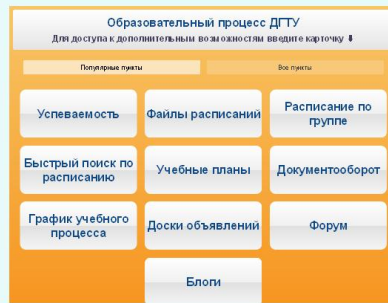 Образовательный процесс ДГТУ
Для доступа к дополнительным возможностям введите карточку ⬇
Популярные пункты
Все пункты
Успеваемость
Файлы расписаний
Расписание по
группе
Быстрый поиск по
расписанию
Учебные планы
Документооборот
График учебного
процесса
Доски объявлений
Форум
Блоги